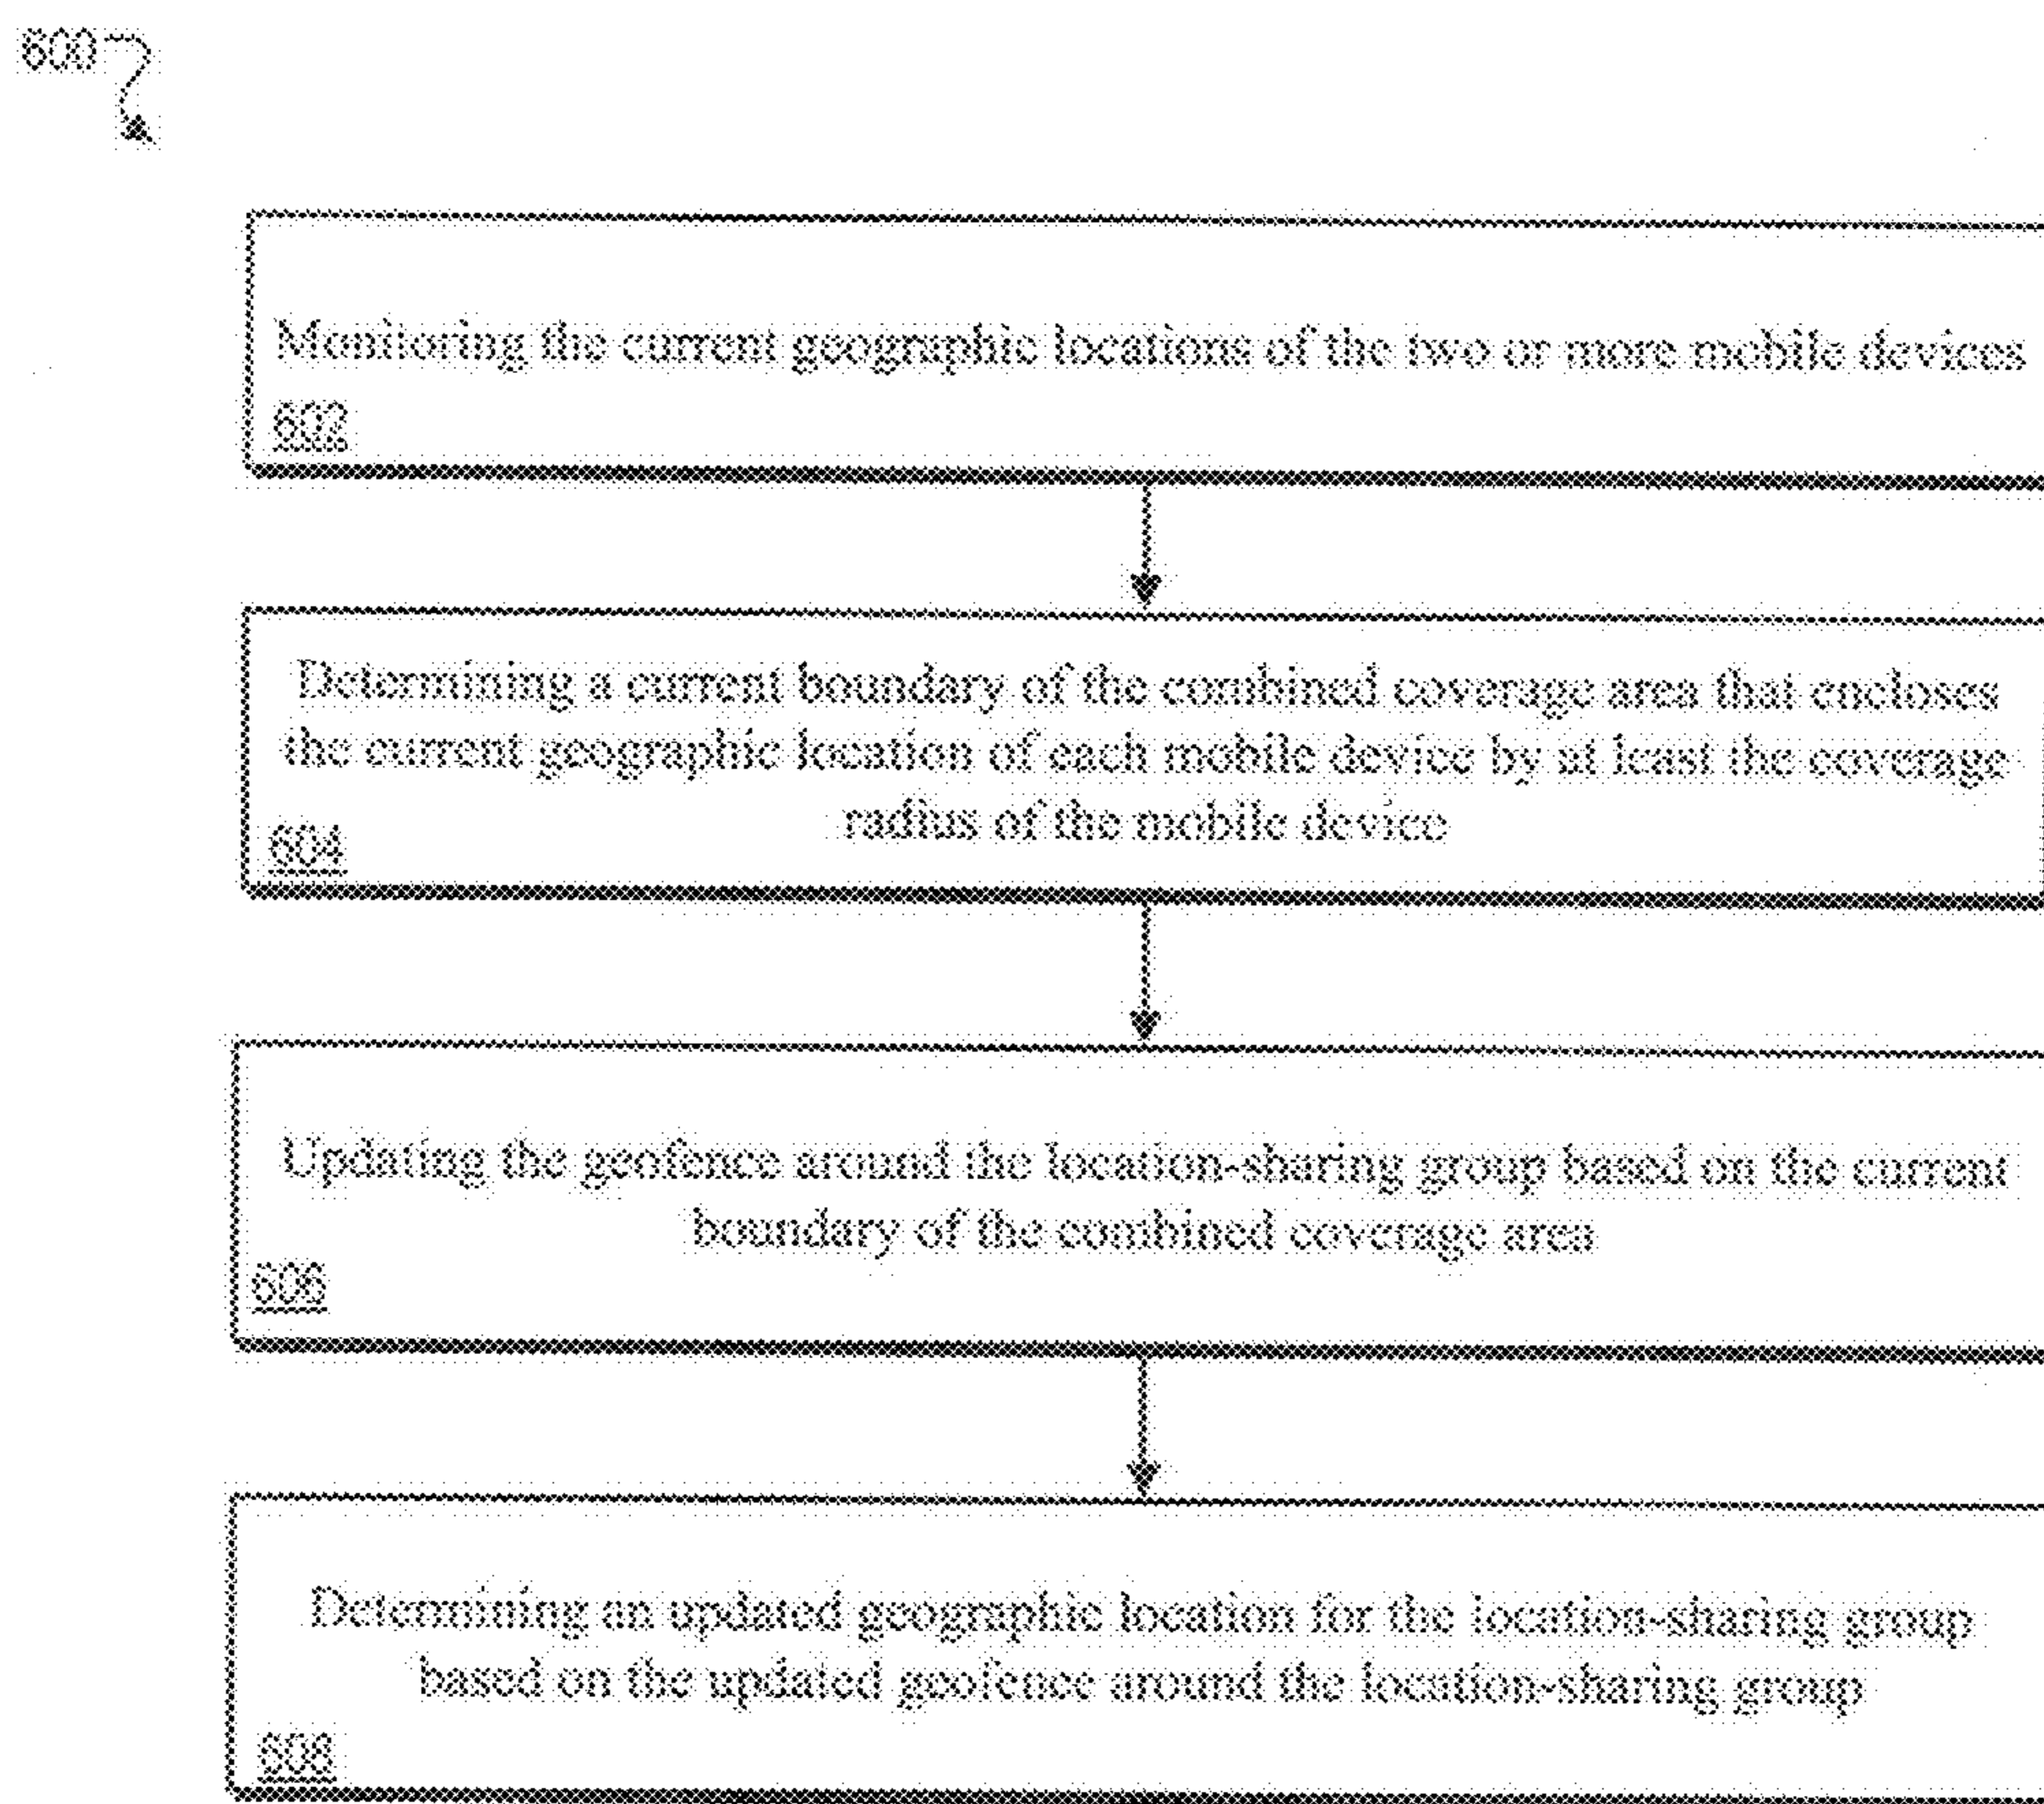 600
Monitoring the current geographic locations of the two or more mobile devices
602
Determining a current boundary of the combined coverage area that encloses
the current geographic location of each mobile device by at least the coverage
radius of the mobile device
604
Updating the geofence around the location-sharing group based on the current
boundary of the combined coverage area
606
Determining an updated geographic location for the location-sharing group
based on the updated geofence around the location-sharing group
608